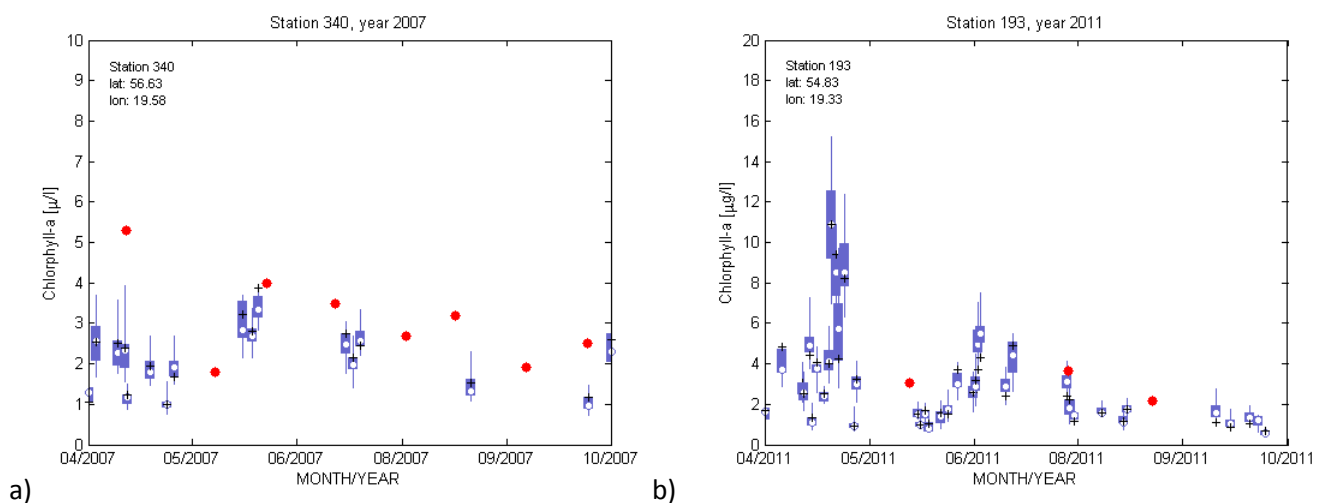 Station 340, year 2007
10
9
8
7
6
5
4
3
2
1
0
Chlorphyll-a [µ/l]
Station 340
lat: 56.63
lon: 19.58
04/2007 05/2007 06/2007 08/2007 09/2007 10/2007
MONTH/YEAR
a)
Station 193, year 2011
20
18
16
14
12
10
8
6
4
2
0
Chlorphyll-a [µg/l]
Station 193
lat: 54.83
lon: 19.33
04/2011 05/2011 06/2011 08/2011 09/2011 10/2011
MONTH/YEAR
b)